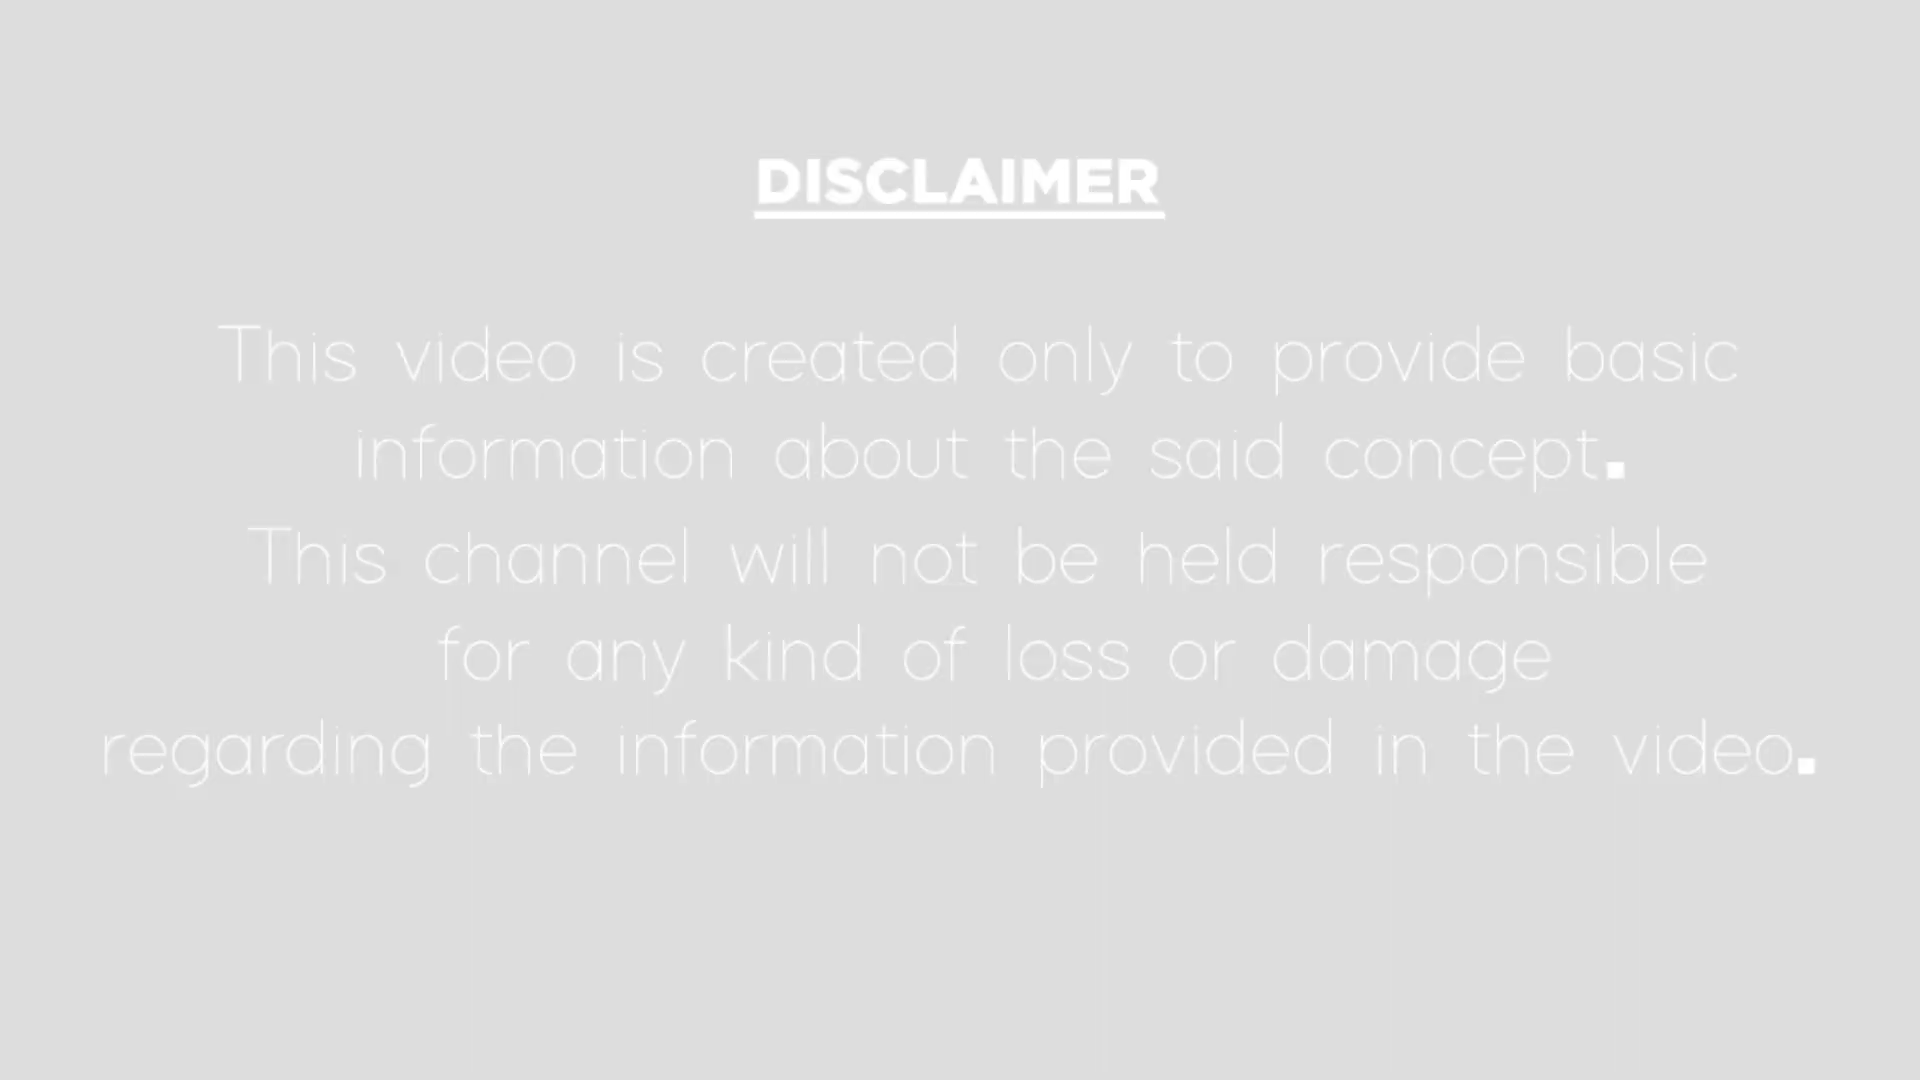 DISCLAIMER
This video is created only to provide basic
information about the said concept.
This channel will not be held responsible
for any kind of loss or damage
regarding the information provided in the video.